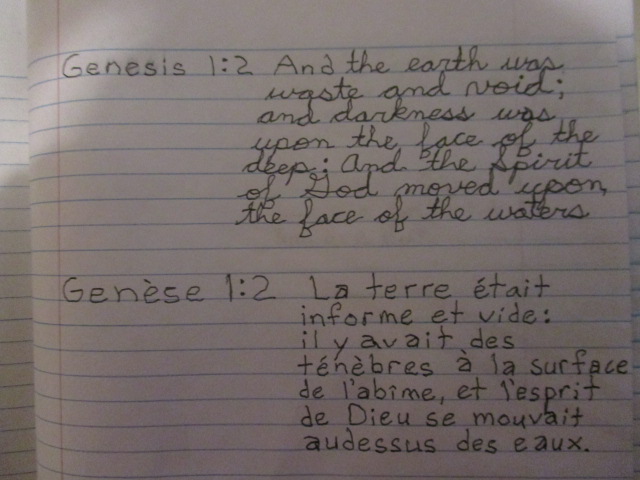 Genesis 1:2 And the earth was
waste and void;
and darkness was
upon the face of the
deep: And the Spirit
of God moved upon
the face of the waters
Genèse 1:2 La terre était
informe et vide:
il y avait des
ténèbres à la surface
de l'abîme, et l'esprit
de Dieu se mouvait
audessus des eaux.